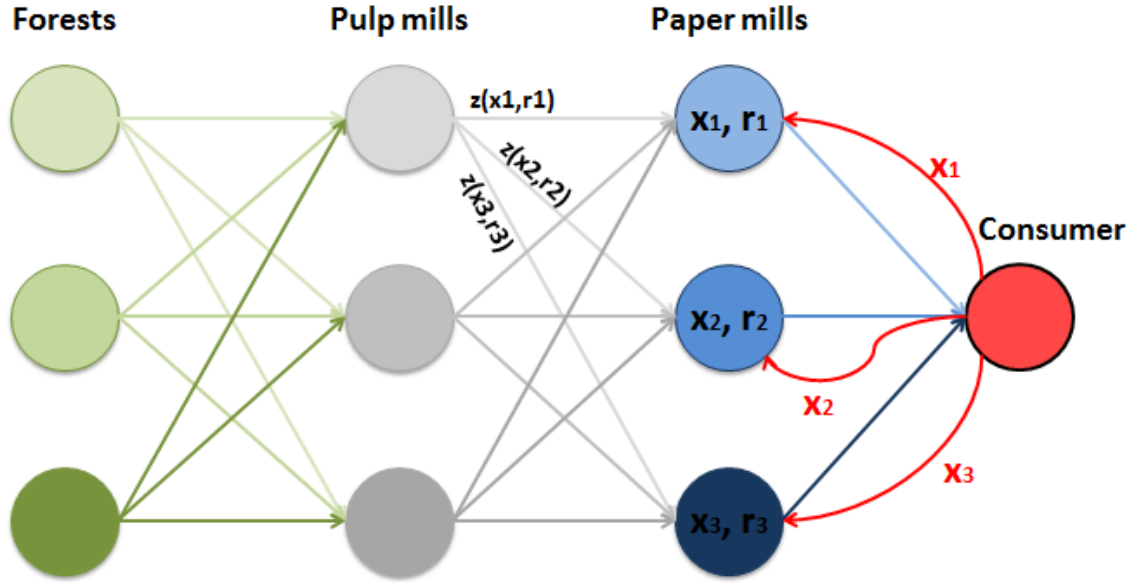 Forests
Pulp mills
Paper mills
z(x1,r1)
z(x2,r2)
z(x3,r3)
x1, r1
x2, r2
x3, r3
x1
x2
x3
Consumer